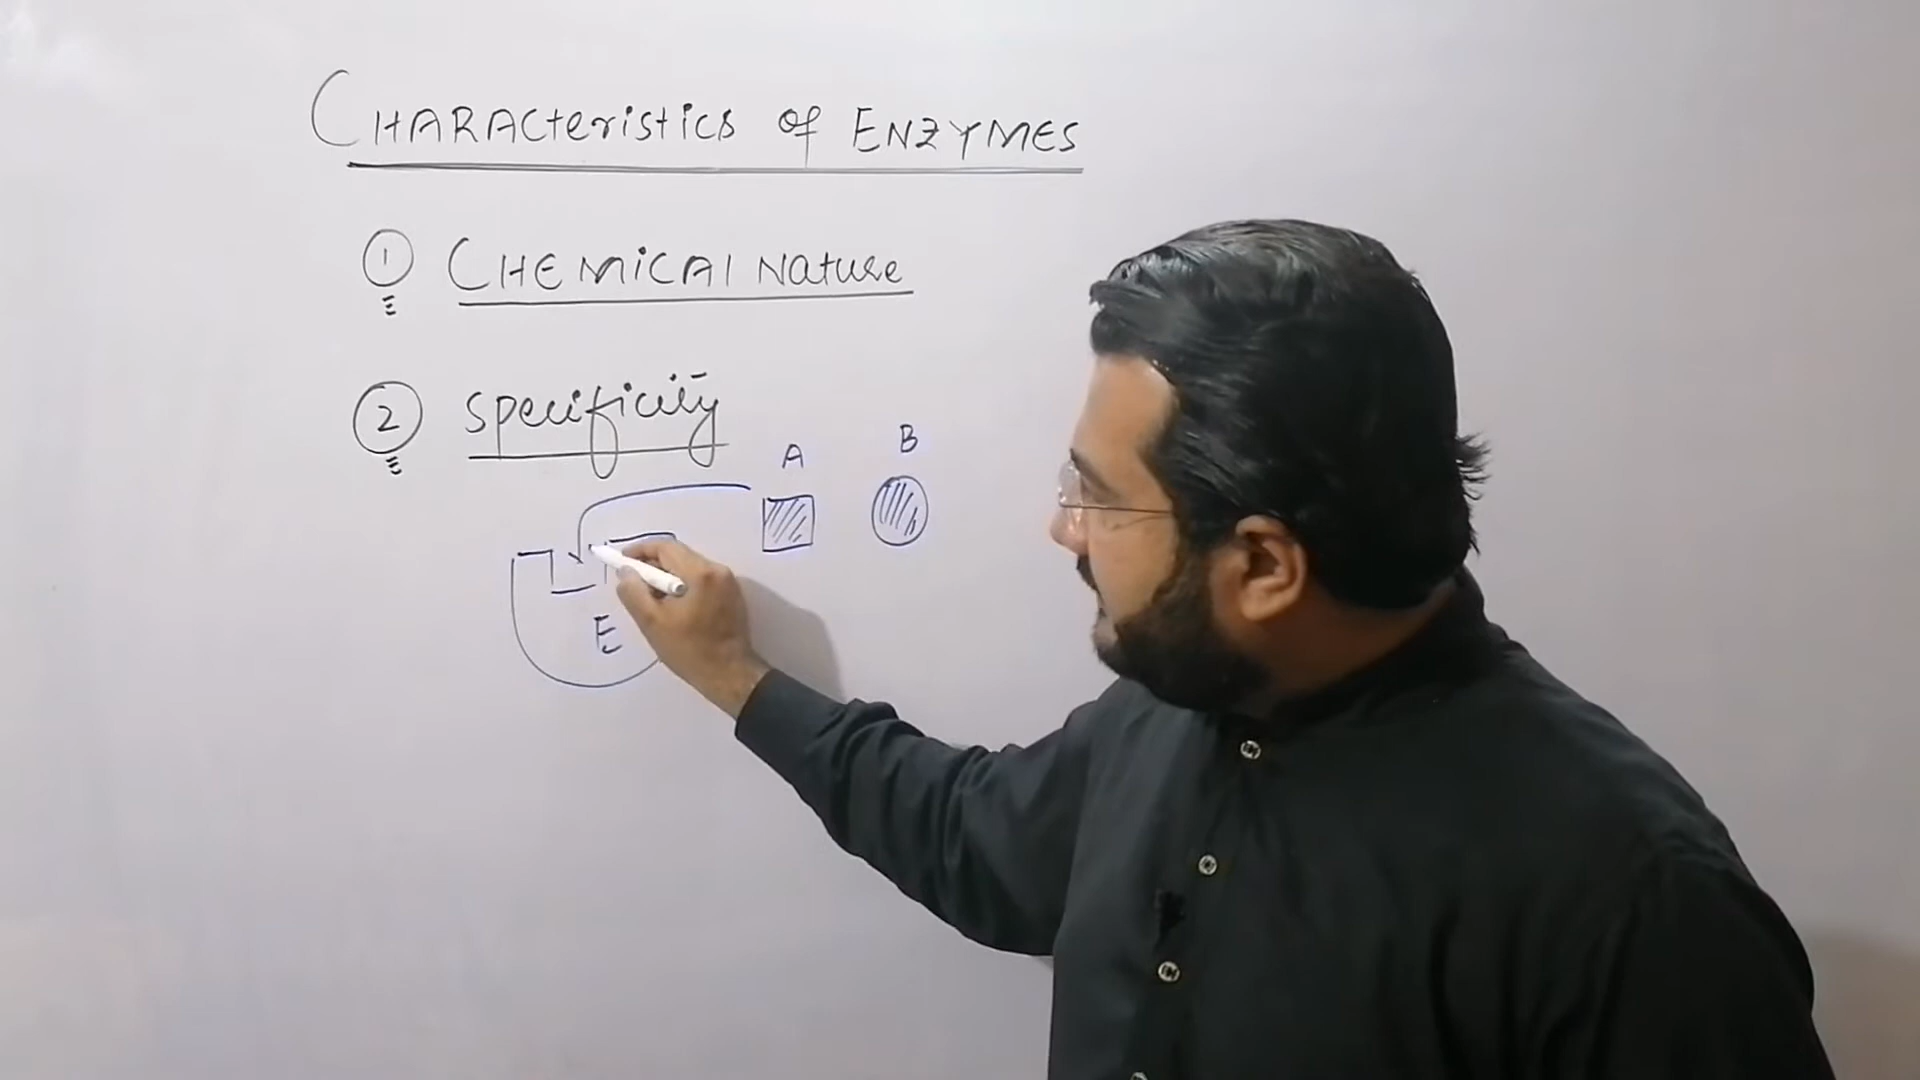 CHARACteristics of ENZYMES
1 CHEMiCAl Nature
2 specificity
A B
E